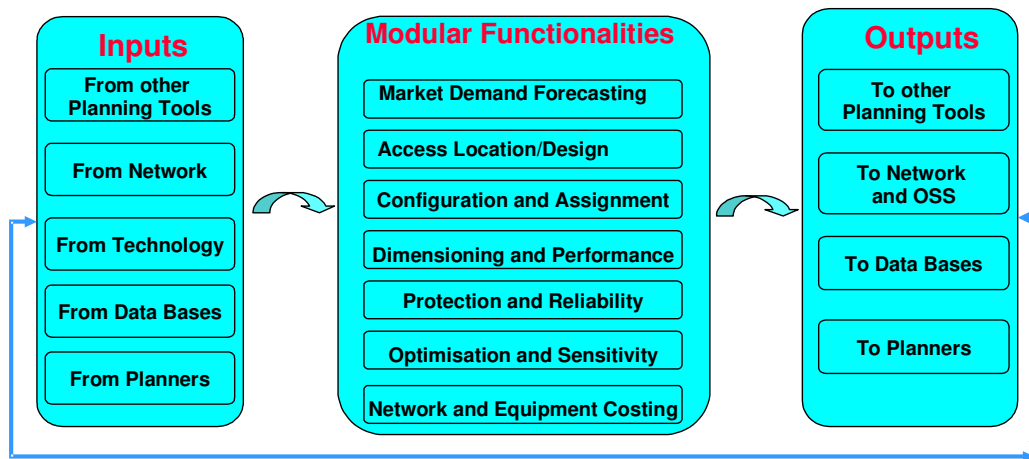 Inputs
From other
Planning Tools
From Network
From Technology
From Data Bases
From Planners
Modular Functionalities
Market Demand Forecasting
Access Location/Design
Configuration and Assignment
Dimensioning and Performance
Protection and Reliability
Optimisation and Sensitivity
Network and Equipment Costing
Outputs
To other
Planning Tools
To Network
and OSS
To Data Bases
To Planners